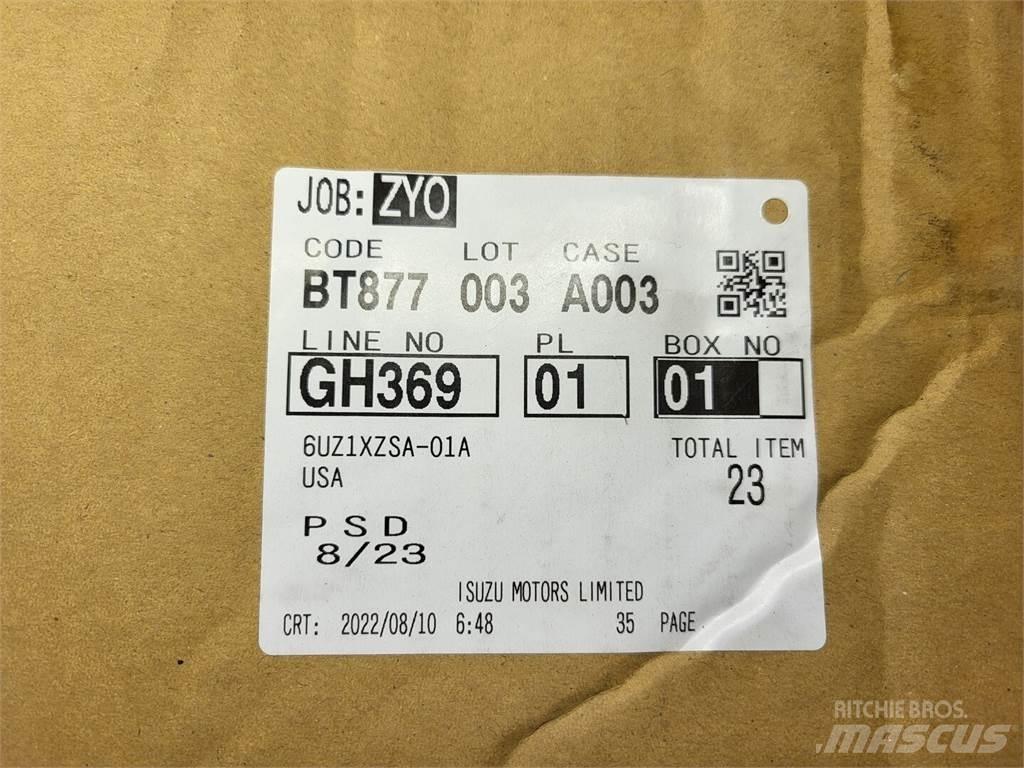 JOB: ZYO
CODE LOT CASE
BT877 003 A003
LINE NO PL BOX NO
GH369 01 01
6UZ1XZSA-01A TOTAL ITEM
USA 23
PSD
8/23
ISUZU MOTORS LIMITED
CRT: 2022/08/10 6:48 35 PAGE
RITCHIE BROS.
MASCUS